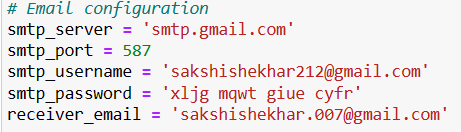 # Email configuration
smtp_server = 'smtp.gmail.com'
smtp_port = 587
smtp_username = 'sakshishekhar212@gmail.com'
smtp_password = 'xljg mqwt giue cyfr'
receiver_email = 'sakshishekhar.007@gmail.com'